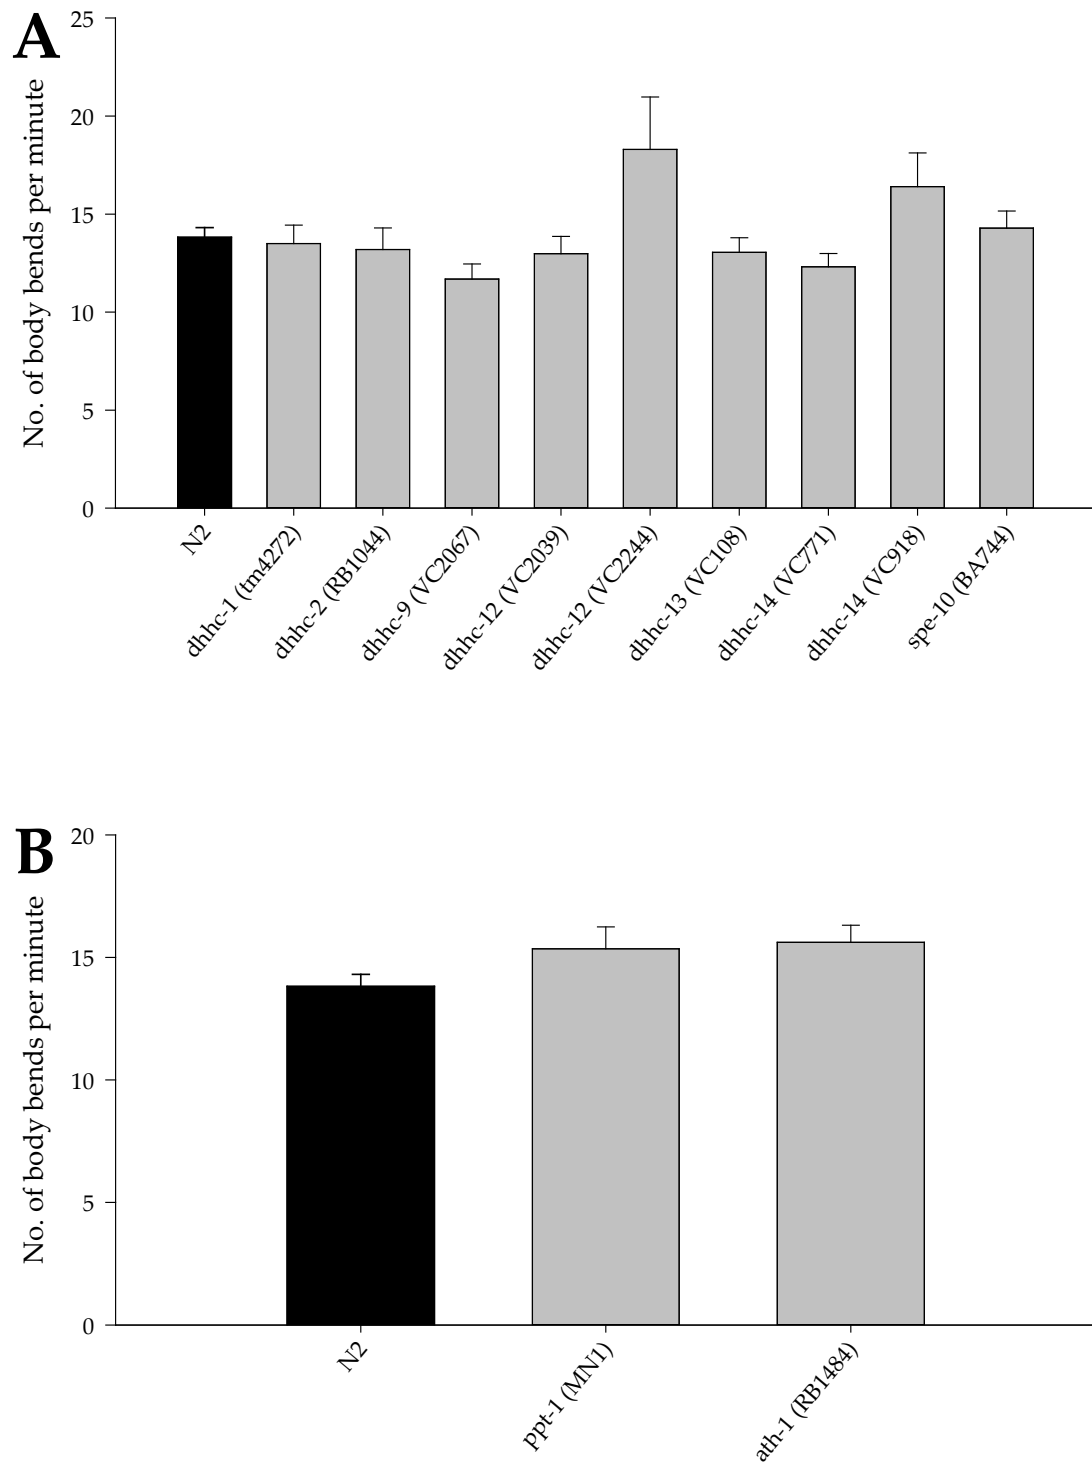 A
No. of body bends per minute
25
20
15
10
5
0
N2
dhhc-1 (tm4272)
dhhc-2 (RB1044)
dhhc-9 (VC2067)
dhhc-12 (VC2039)
dhhc-12 (VC2244)
dhhc-13 (VC108)
dhhc-14 (VC771)
dhhc-14 (VC918)
spe-10 (BA744)
B
No. of body bends per minute
20
15
10
5
0
N2
ppt-1 (MN1)
ath-1 (RB1484)